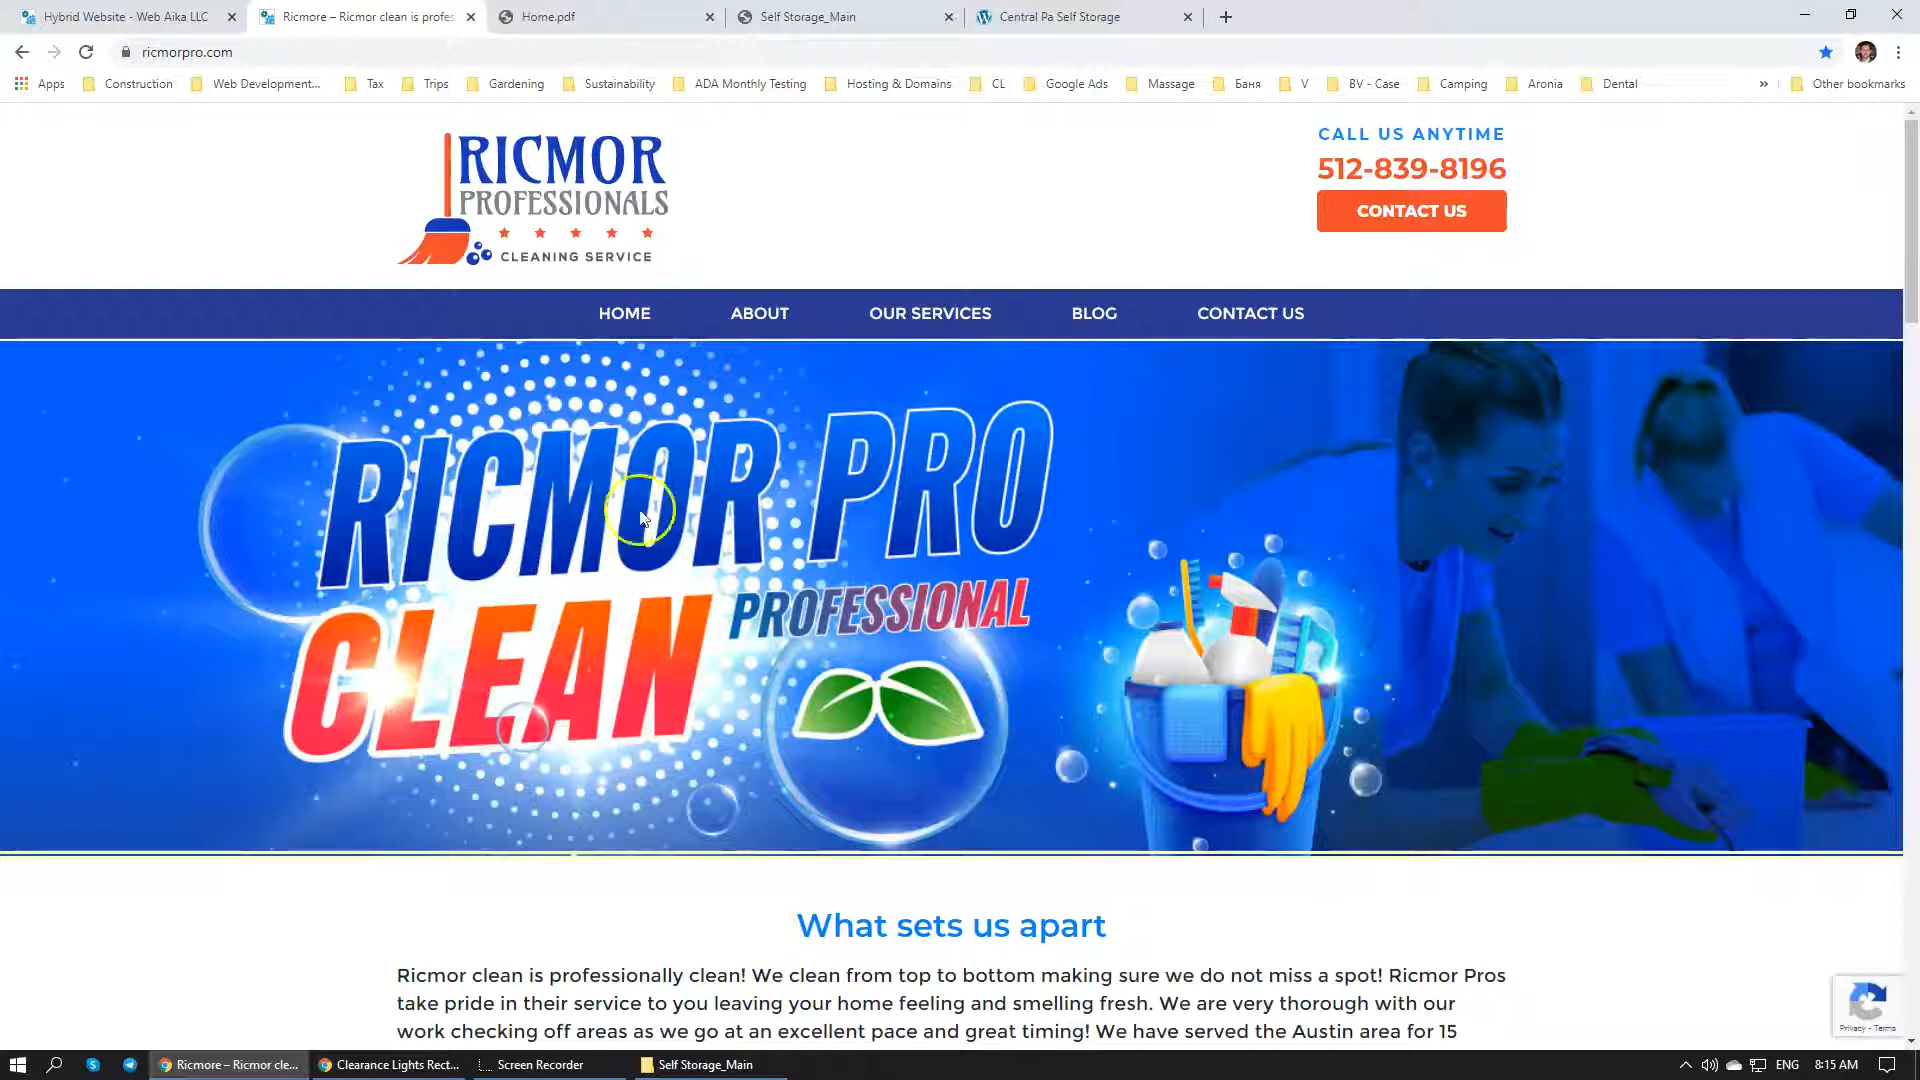 Hybrid Website - Web Aika LLC
Ricmore – Ricmor clean is profes
Home.pdf
Self Storage_Main
Central Pa Self Storage
ricmorpro.com
Apps
Construction
Web Development...
Tax
Trips
Gardening
Sustainability
ADA Monthly Testing
Hosting & Domains
CL
Google Ads
Massage
Баня
V
BV - Case
Camping
Aronia
Dental
»
Other bookmarks
RICMOR
PROFESSIONALS
CLEANING SERVICE
CALL US ANYTIME
512-839-8196
CONTACT US
HOME
ABOUT
OUR SERVICES
BLOG
CONTACT US
RICMOR PRO
CLEAN
PROFESSIONAL
What sets us apart
Ricmor clean is professionally clean! We clean from top to bottom making sure we do not miss a spot! Ricmor Pros
take pride in their service to you leaving your home feeling and smelling fresh. We are very thorough with our
work checking off areas as we go at an excellent pace and great timing! We have served the Austin area for 15
Privacy - Terms
Ricmore – Ricmor cle...
Clearance Lights Rect...
Screen Recorder
Self Storage_Main
ENG
8:15 AM